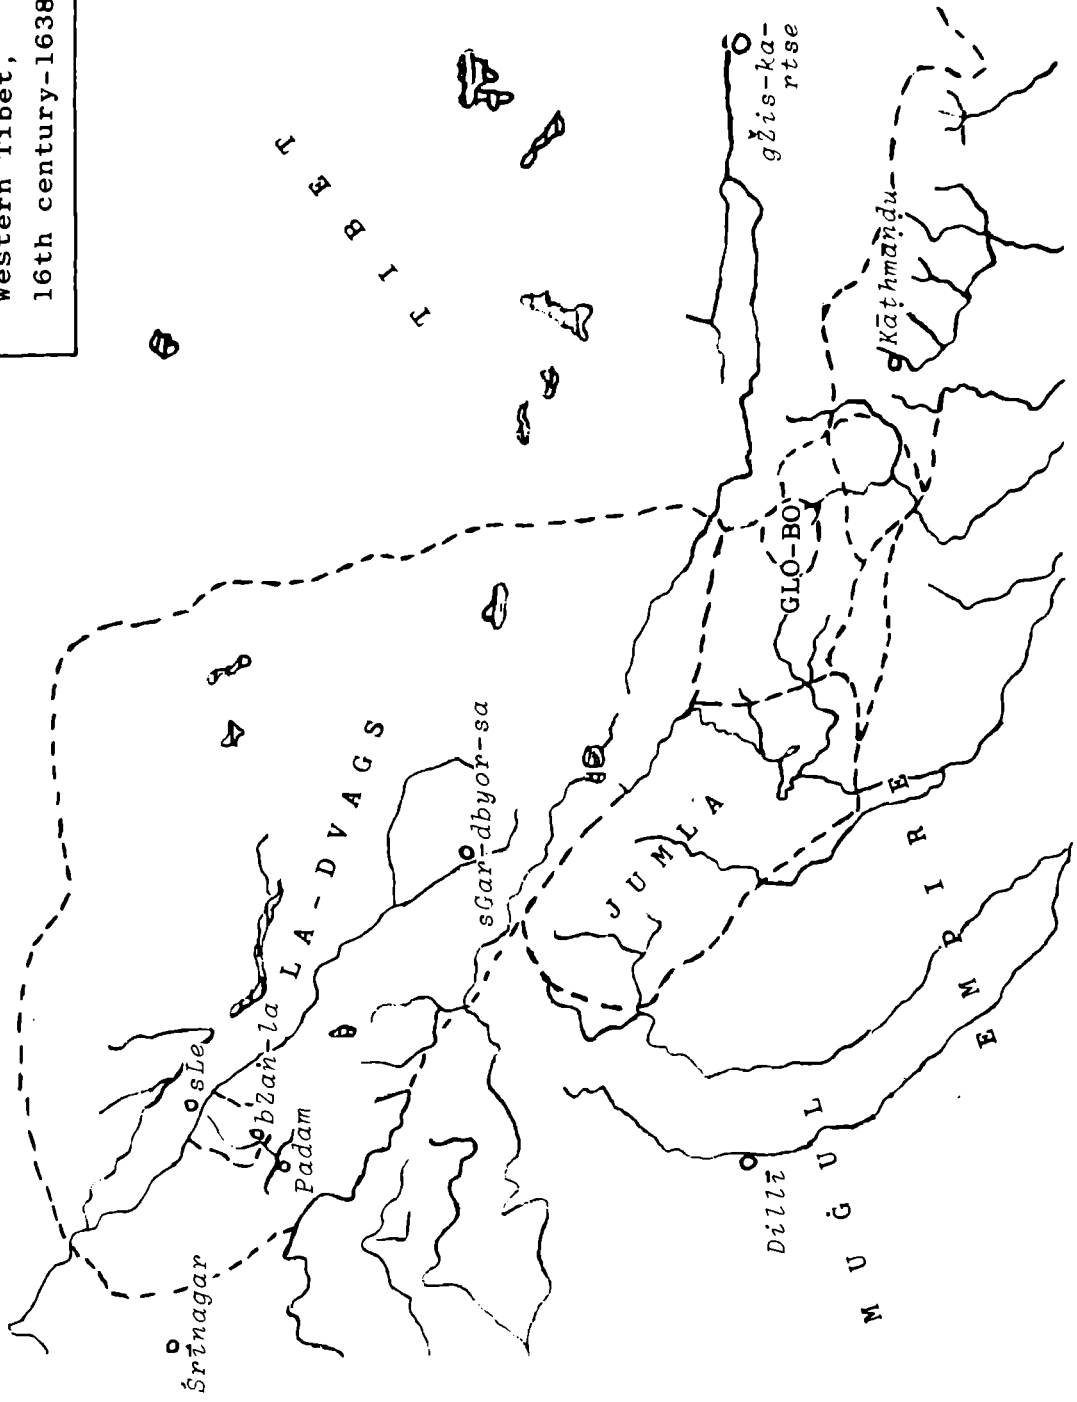 Western Tibet,
16th century-1638
TIBET
gŽis-ka-
rtse
Kāṭhmāṇḍu
GLO-BO
LA-DVAGS
sGar-dbyor-sa
JUMLA
sLe
bZaṅ-la
Padam
Śrīnagar
Dillī
MUĠUL EMPIRE